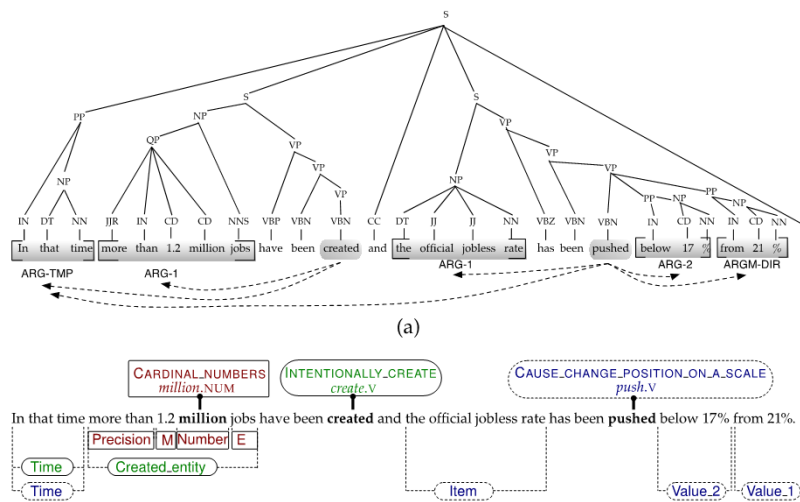 S
S S
PP NP VP
QP VP NP VP
NP VP VP VP
VP PP NP PP NP
IN DT NN JJR IN CD CD NNS VBP VBN VBN CC DT JJ JJ NN VBZ VBN VBN IN CD NN IN CD NN
In that time more than 1.2 million jobs have been created and the official jobless rate has been pushed below 17 % from 21 %
ARG-TMP ARG-1 ARG-1 ARG-2 ARGM-DIR
(a)
CARDINAL_NUMBERS INTENTIONALLY_CREATE CAUSE_CHANGE_POSITION_ON_A_SCALE
million.NUM create.V push.V
In that time more than 1.2 million jobs have been created and the official jobless rate has been pushed below 17% from 21%.
Precision M Number E
Time Created_entity
Time Item Value_2 Value_1